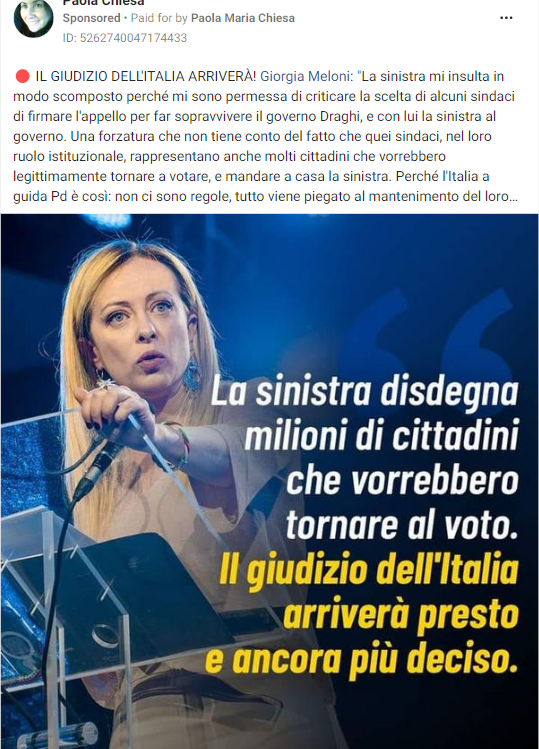 Paola Chiesa
Sponsored • Paid for by Paola Maria Chiesa
ID: 5262740047174433
🔴 IL GIUDIZIO DELL'ITALIA ARRIVERÀ! Giorgia Meloni: "La sinistra mi insulta in
modo scomposto perché mi sono permessa di criticare la scelta di alcuni sindaci
di firmare l'appello per far sopravvivere il governo Draghi, e con lui la sinistra al
governo. Una forzatura che non tiene conto del fatto che quei sindaci, nel loro
ruolo istituzionale, rappresentano anche molti cittadini che vorrebbero
legittimamente tornare a votare, e mandare a casa la sinistra. Perché l'Italia a
guida Pd è così: non ci sono regole, tutto viene piegato al mantenimento del loro...
La sinistra disdegna
milioni di cittadini
che vorrebbero
tornare al voto.
Il giudizio dell'Italia
arriverà presto
e ancora più deciso.